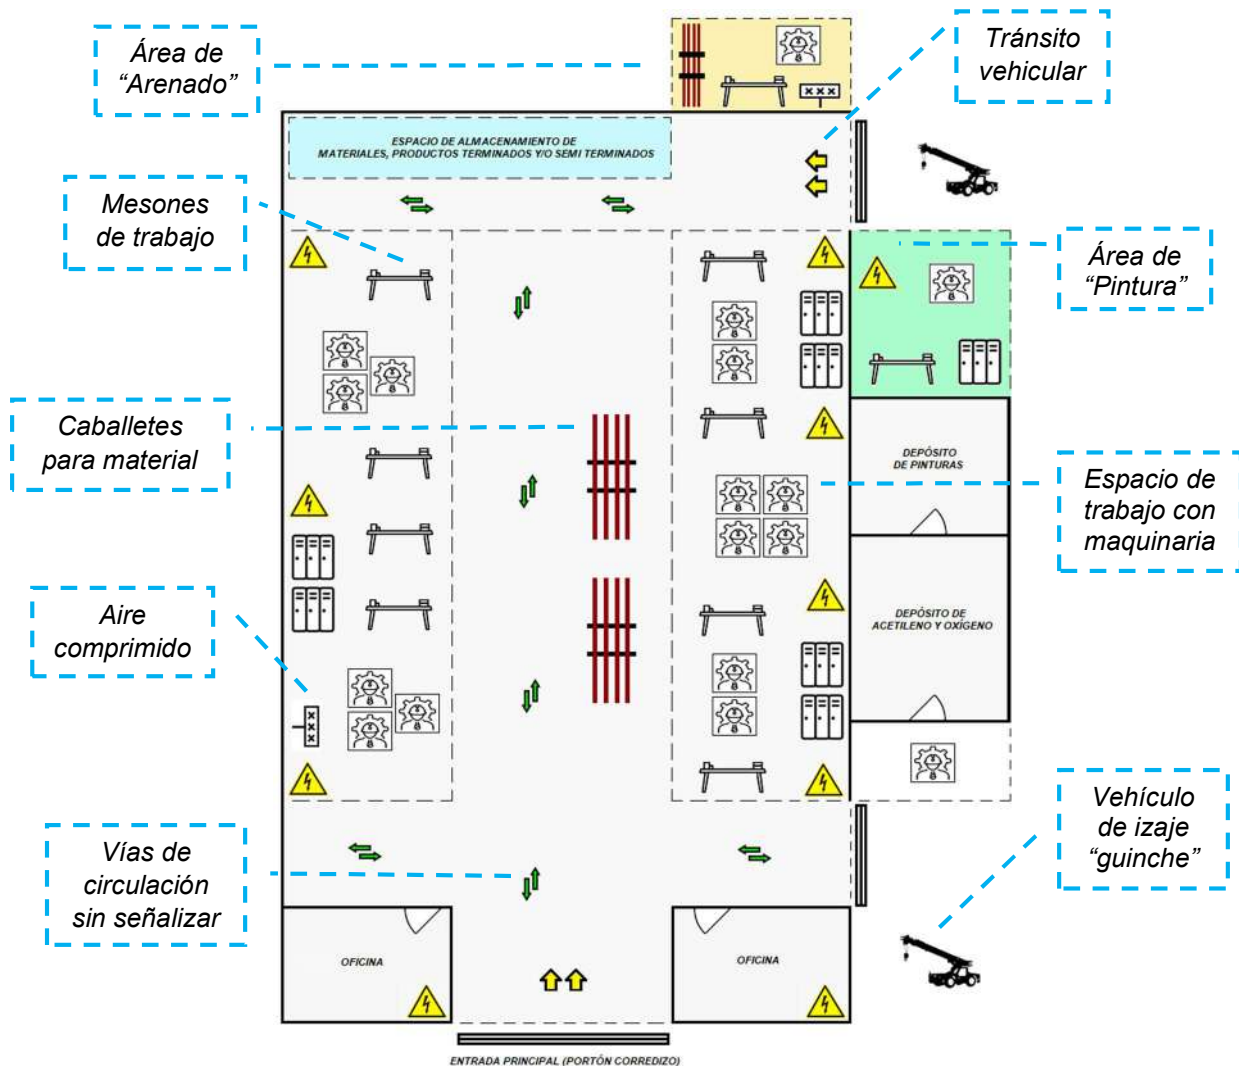 Área de
“Arenado”
Tránsito
vehicular
ESPACIO DE ALMACENAMIENTO DE
MATERIALES, PRODUCTOS TERMINADOS Y/O SEMI TERMINADOS
Mesones
de trabajo
Área de
“Pintura”
Caballetes
para material
DEPÓSITO
DE PINTURAS
Espacio de
trabajo con
maquinaria
Aire
comprimido
DEPÓSITO DE
ACETILENO Y OXÍGENO
Vías de
circulación
sin señalizar
Vehículo
de izaje
“guinche”
OFICINA
OFICINA
ENTRADA PRINCIPAL (PORTÓN CORREDIZO)